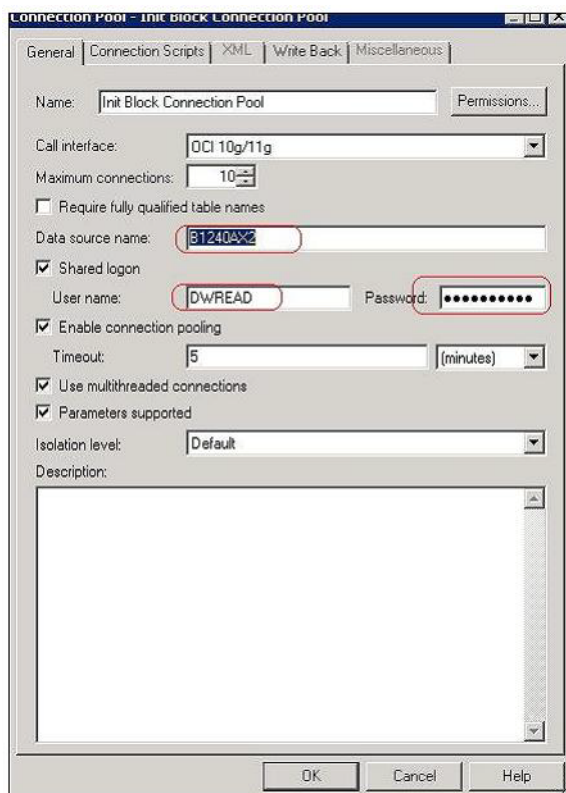 Connection Pool - Init Block Connection Pool
General Connection Scripts XML Write Back Miscellaneous
Name: Init Block Connection Pool Permissions...
Call interface: OCI 10g/11g
Maximum connections: 10
Require fully qualified table names
Data source name: B1240AX2
Shared logon
User name: DWREAD Password: ●●●●●●●●●●
Enable connection pooling
Timeout: 5 (minutes)
Use multithreaded connections
Parameters supported
Isolation level: Default
Description:
OK Cancel Help